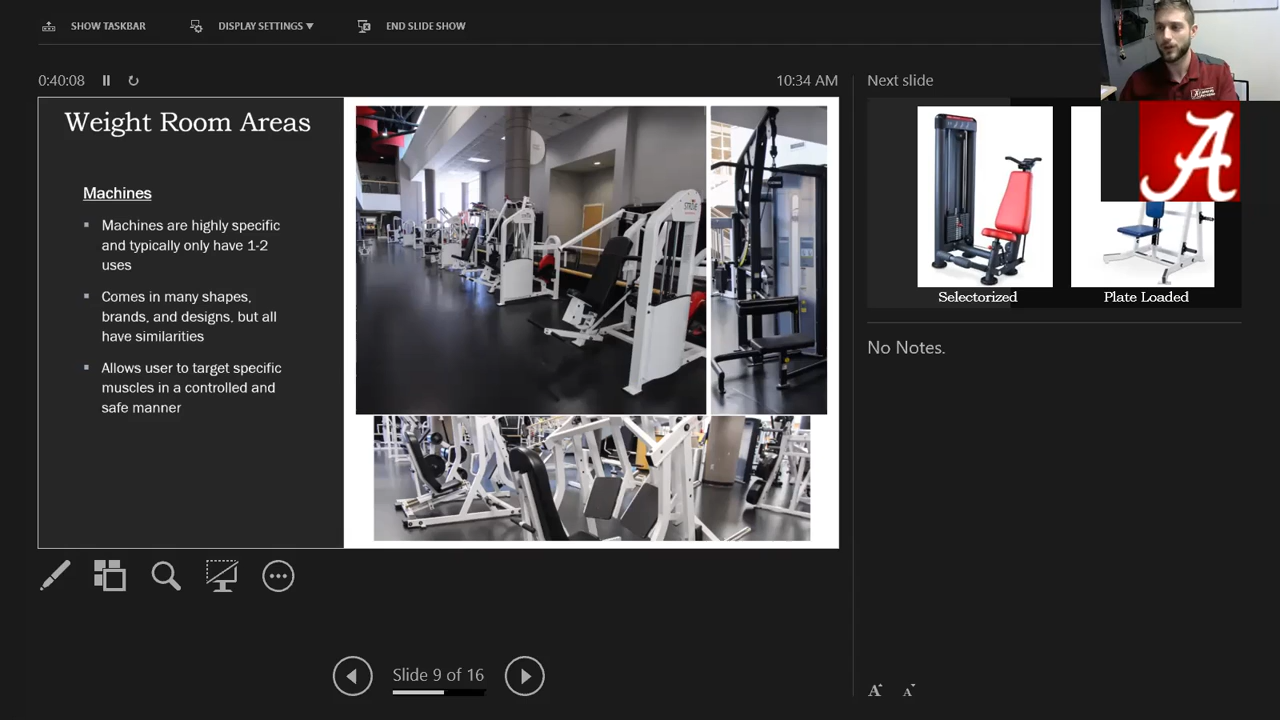 SHOW TASKBAR
DISPLAY SETTINGS ▼
END SLIDE SHOW
0:40:08
10:34 AM
Next slide
Weight Room Areas
Machines
▪ Machines are highly specific
and typically only have 1-2
uses
▪ Comes in many shapes,
brands, and designs, but all
have similarities
▪ Allows user to target specific
muscles in a controlled and
safe manner
A
Selectorized
Plate Loaded
No Notes.
Slide 9 of 16
A
A